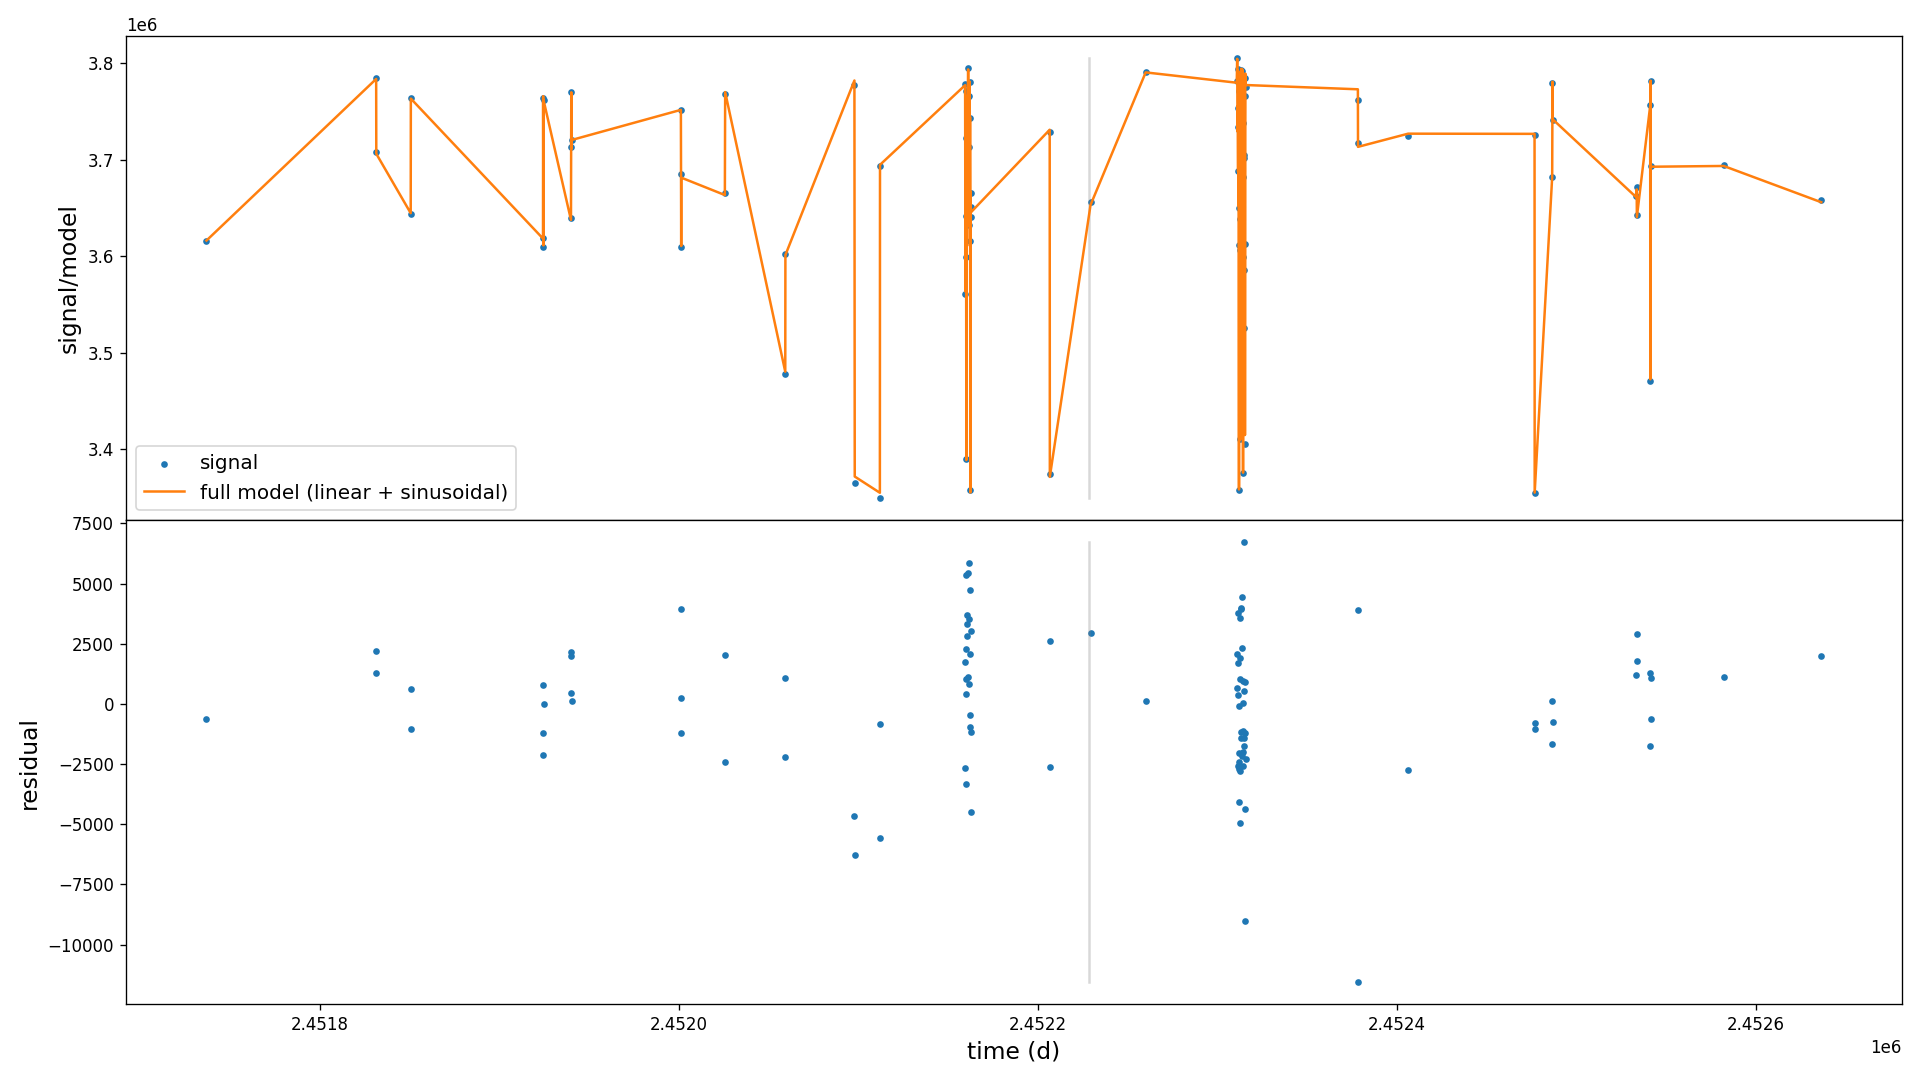 1e6
3.8
3.7
3.6
3.5
3.4
signal/model
signal
full model (linear + sinusoidal)
7500
5000
2500
0
−2500
−5000
−7500
−10000
residual
2.4518
2.4520
2.4522
2.4524
2.4526
time (d)
1e6